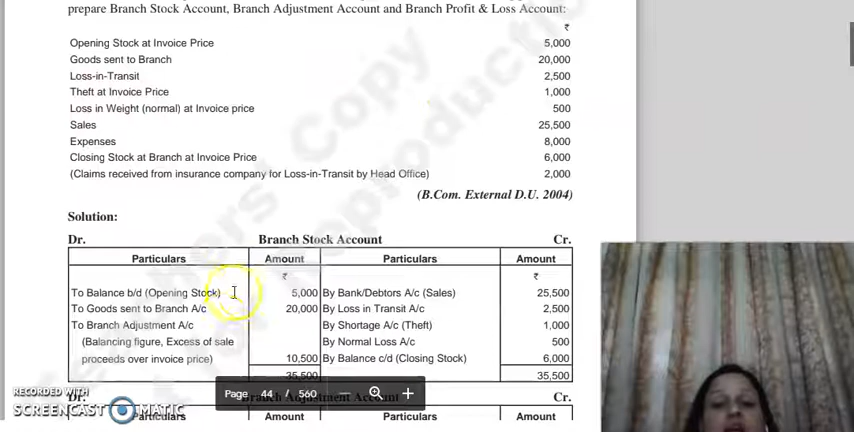 prepare Branch Stock Account, Branch Adjustment Account and Branch Profit & Loss Account:
₹
Opening Stock at Invoice Price 5,000
Goods sent to Branch 20,000
Loss-in-Transit 2,500
Theft at Invoice Price 1,000
Loss in Weight (normal) at Invoice price 500
Sales 25,500
Expenses 8,000
Closing Stock at Branch at Invoice Price 6,000
(Claims received from insurance company for Loss-in-Transit by Head Office) 2,000
(B.Com. External D.U. 2004)
Solution:
Dr. Branch Stock Account Cr.
Particulars Amount Particulars Amount
₹ ₹
To Balance b/d (Opening Stock) 5,000 By Bank/Debtors A/c (Sales) 25,500
To Goods sent to Branch A/c 20,000 By Loss in Transit A/c 2,500
To Branch Adjustment A/c By Shortage A/c (Theft) 1,000
(Balancing figure, Excess of sale By Normal Loss A/c 500
proceeds over invoice price) 10,500 By Balance c/d (Closing Stock) 6,000
35,500 35,500
Dr. Branch Adjustment Account Cr.
Particulars Amount Particulars Amount
Page 44 / 560
RECORDED WITH
SCREENCAST MATIC
Copy